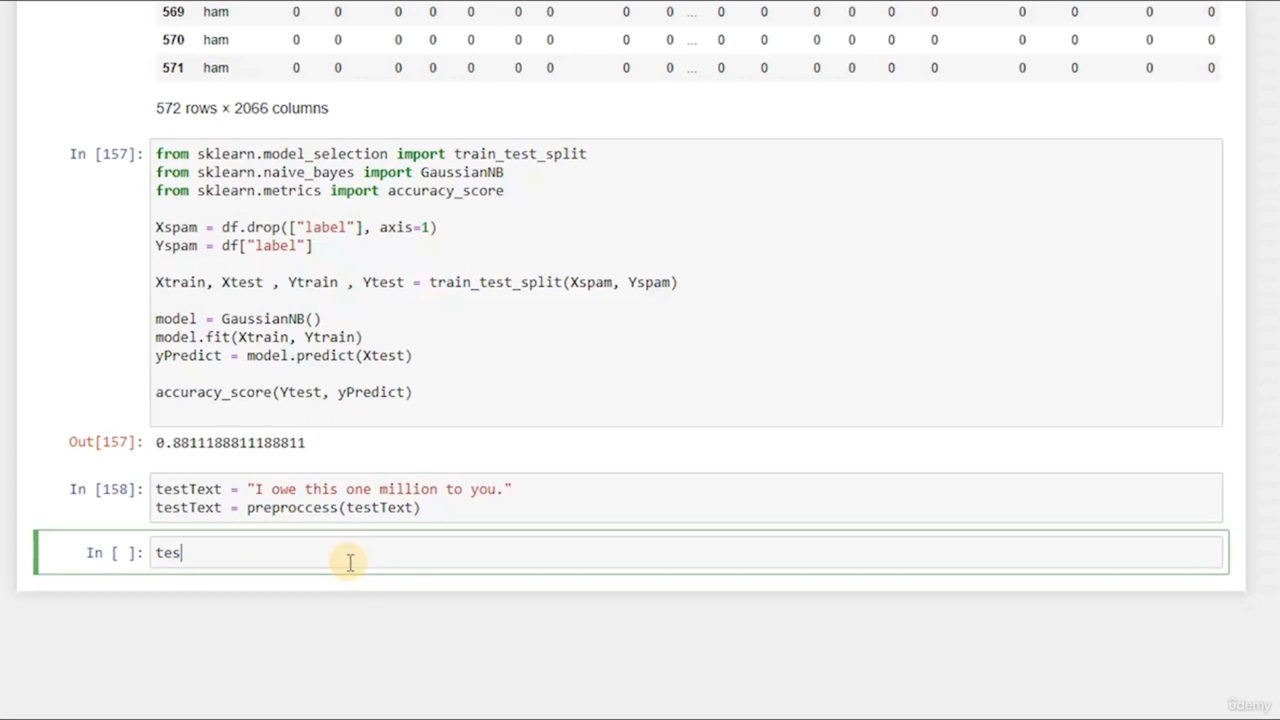 569 ham 0 0 0 0 0 0 0 0 0 ... 0 0 0 0 0 0 0 0 0 0
570 ham 0 0 0 0 0 0 0 0 0 ... 0 0 0 0 0 0 0 0 0 0
571 ham 0 0 0 0 0 0 0 0 0 ... 0 0 0 0 0 0 0 0 0 0
572 rows × 2066 columns
In [157]: from sklearn.model_selection import train_test_split
from sklearn.naive_bayes import GaussianNB
from sklearn.metrics import accuracy_score
Xspam = df.drop(["label"], axis=1)
Yspam = df["label"]
Xtrain, Xtest , Ytrain , Ytest = train_test_split(Xspam, Yspam)
model = GaussianNB()
model.fit(Xtrain, Ytrain)
yPredict = model.predict(Xtest)
accuracy_score(Ytest, yPredict)
Out[157]: 0.8811188811188811
In [158]: testText = "I owe this one million to you."
testText = preproccess(testText)
In [ ]: tes
ûdemy